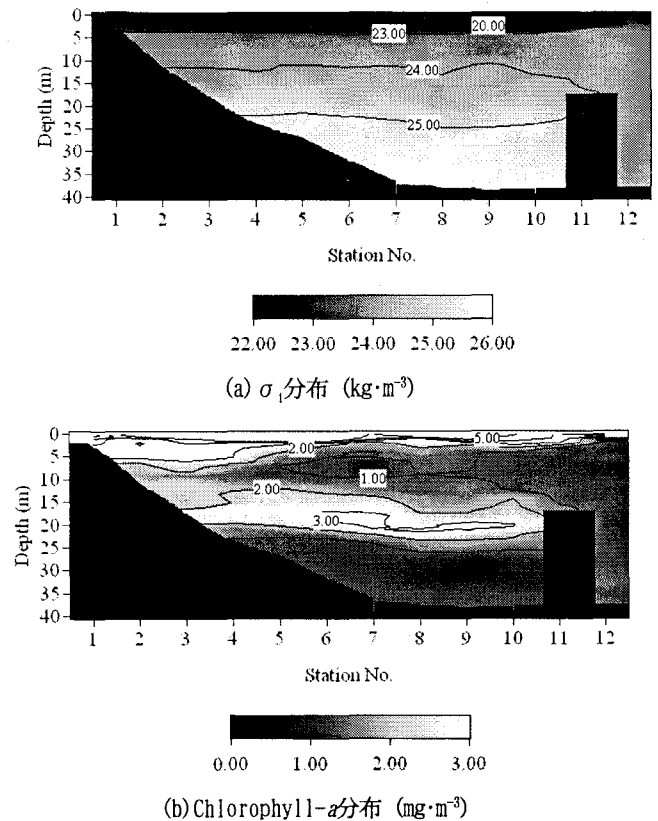 0
5
10
15
20
25
30
35
40
Depth (m)
23.00
20.00
24.00
25.00
1 2 3 4 5 6 7 8 9 10 11 12
Station No.
22.00 23.00 24.00 25.00 26.00
(a) σₜ分布 (kg·m⁻³)
0
5
10
15
20
25
30
35
40
Depth (m)
2.00
5.00
1.00
2.00
3.00
1 2 3 4 5 6 7 8 9 10 11 12
Station No.
0.00 1.00 2.00 3.00
(b) Chlorophyll-a分布 (mg·m⁻³)